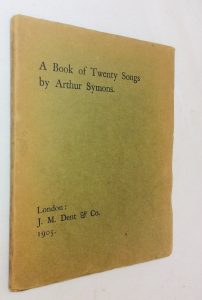 A Book of Twenty Songs
by Arthur Symons.
London:
J. M. Dent & Co.
1905.